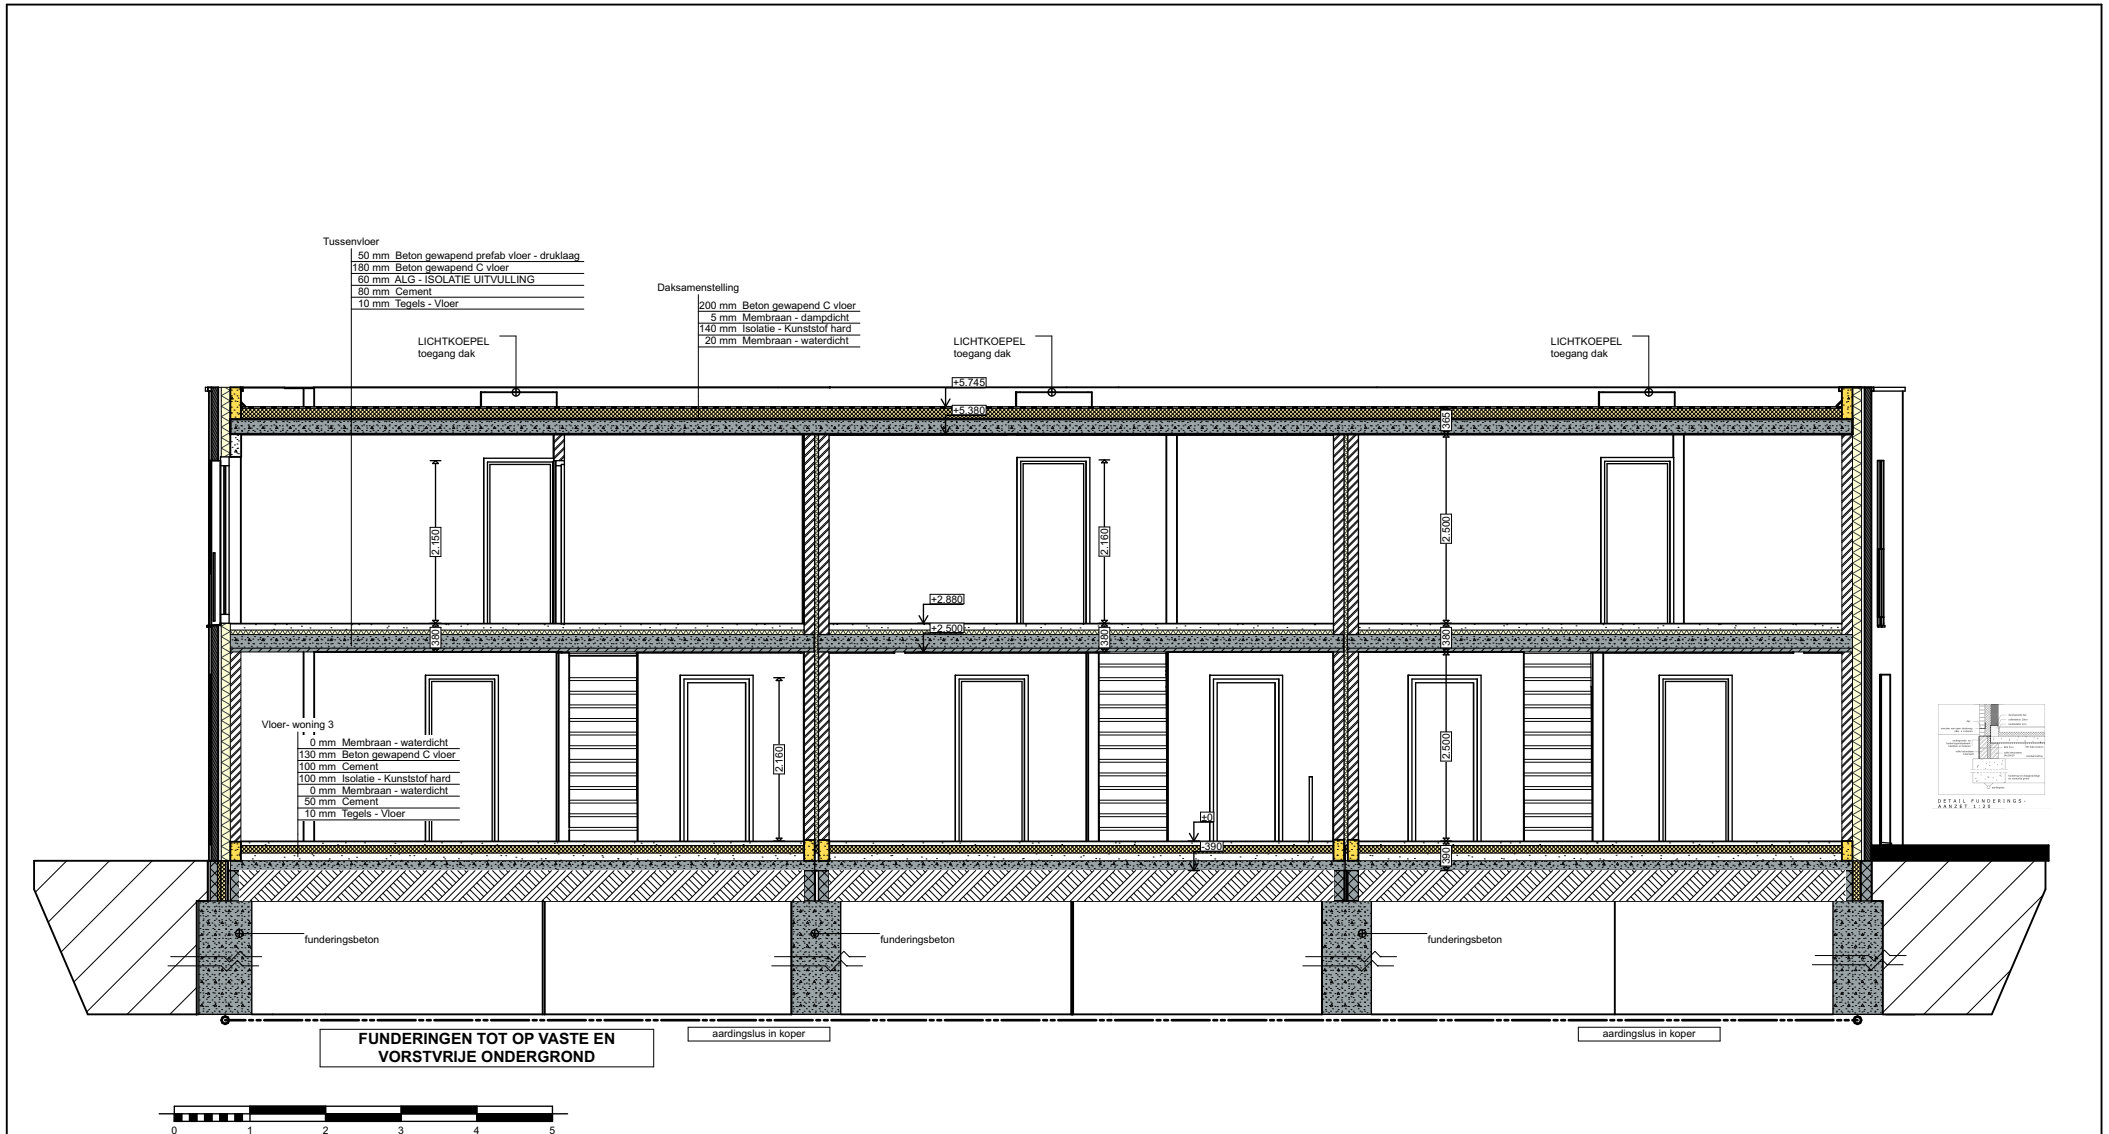 Tussenvloer
50 mm Beton gewapend prefab vloer - druklaag
180 mm Beton gewapend C vloer
60 mm ALG - ISOLATIE UITVULLING
80 mm Cement
10 mm Tegels - Vloer
Daksamenstelling
200 mm Beton gewapend C vloer
5 mm Membraan - dampdicht
140 mm Isolatie - Kunststof hard
20 mm Membraan - waterdicht
LICHTKOEPEL
toegang dak
LICHTKOEPEL
toegang dak
LICHTKOEPEL
toegang dak
+5.745
+5.380
365
2.150
2.160
2.500
+2.880
+2.500
380
380
380
Vloer- woning 3
0 mm Membraan - waterdicht
130 mm Beton gewapend C vloer
100 mm Cement
100 mm Isolatie - Kunststof hard
0 mm Membraan - waterdicht
50 mm Cement
10 mm Tegels - Vloer
2.160
2.500
±0
-390
390
DETAIL FUNDERINGS-
AANZET 1:20
funderingsbeton
funderingsbeton
funderingsbeton
FUNDERINGEN TOT OP VASTE EN
VORSTVRIJE ONDERGROND
aardingslus in koper
aardingslus in koper
0 1 2 3 4 5